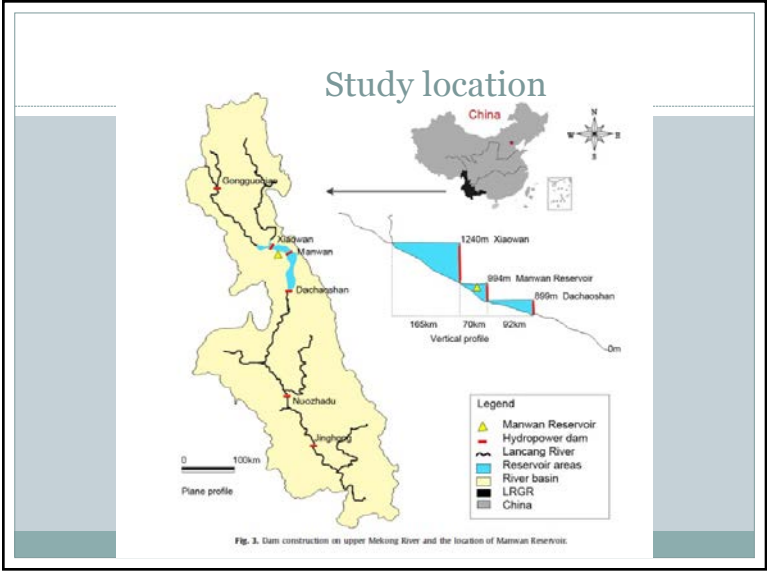 Study location
China
N
W
E
S
Gongguoqiao
Xiaowan
Manwan
Dachaoshan
Nuozhadu
Jinghong
0
100km
Plane profile
1240m Xiaowan
994m Manwan Reservoir
899m Dachaoshan
165km
70km
92km
Vertical profile
0m
Legend
Manwan Reservoir
Hydropower dam
Lancang River
Reservoir areas
River basin
LRGR
China
Fig. 3. Dam construction on upper Mekong River and the location of Manwan Reservoir.